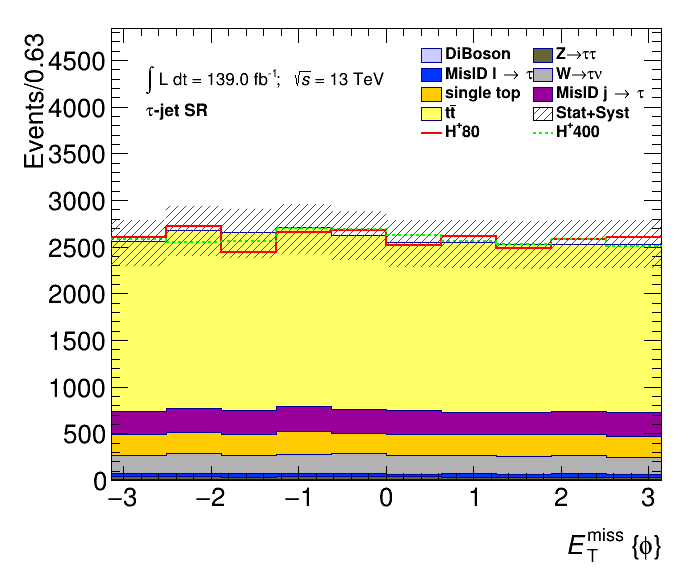 Events/0.63
4500
4000
3500
3000
2500
2000
1500
1000
500
0
∫ L dt = 139.0 fb⁻¹; √s = 13 TeV
τ-jet SR
DiBoson Z→ττ
MisID l → τ W→τν
single top MisID j → τ
tt̄ Stat+Syst
H⁺80 H⁺400
−3 −2 −1 0 1 2 3
E_T^miss {ϕ}